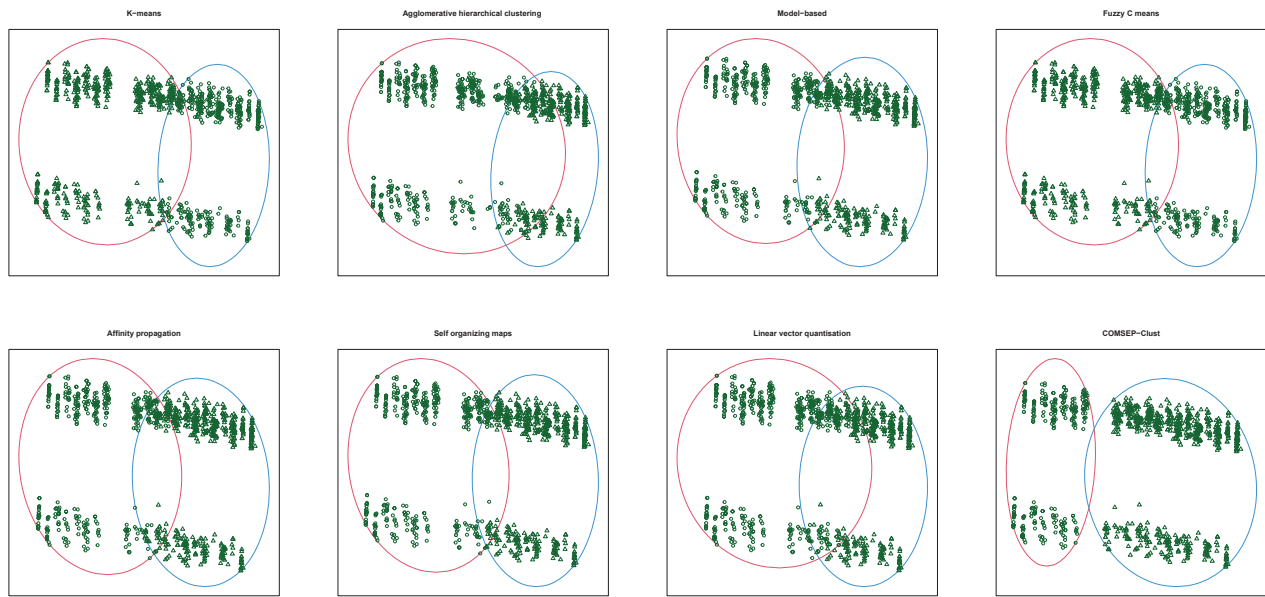 K−means
Agglomerative hierarchical clustering
Model−based
Fuzzy C means
Affinity propagation
Self organizing maps
Linear vector quantisation
COMSEP−Clust